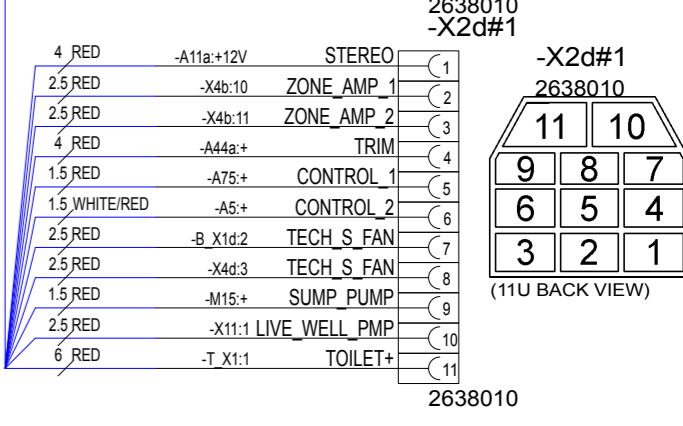 2638010
-X2d#1
4 RED -A11a:+12V STEREO 1
2.5 RED -X4b:10 ZONE_AMP_1 2
2.5 RED -X4b:11 ZONE_AMP_2 3
4 RED -A44a:+ TRIM 4
1.5 RED -A75:+ CONTROL_1 5
1.5 WHITE/RED -A5:+ CONTROL_2 6
2.5 RED -B_X1d:2 TECH_S_FAN 7
2.5 RED -X4d:3 TECH_S_FAN 8
1.5 RED -M15:+ SUMP_PUMP 9
2.5 RED -X11:1 LIVE_WELL_PMP 10
6 RED -T_X1:1 TOILET+ 11
2638010
-X2d#1
2638010
11 10
9 8 7
6 5 4
3 2 1
(11U BACK VIEW)